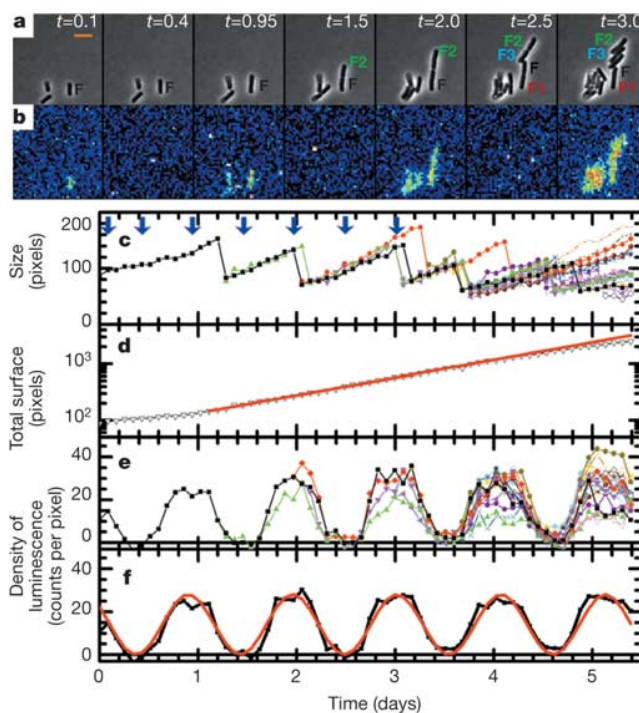 a t=0.1 t=0.4 t=0.95 t=1.5 t=2.0 t=2.5 t=3.0
F F F F2 F F2 F F2 F3 F F1 F2 F3 F F1
b
c
Size (pixels)
200
100
0
d
Total surface (pixels)
10³
10²
e
Density of luminescence (counts per pixel)
40
20
0
f
40
20
0
0 1 2 3 4 5
Time (days)